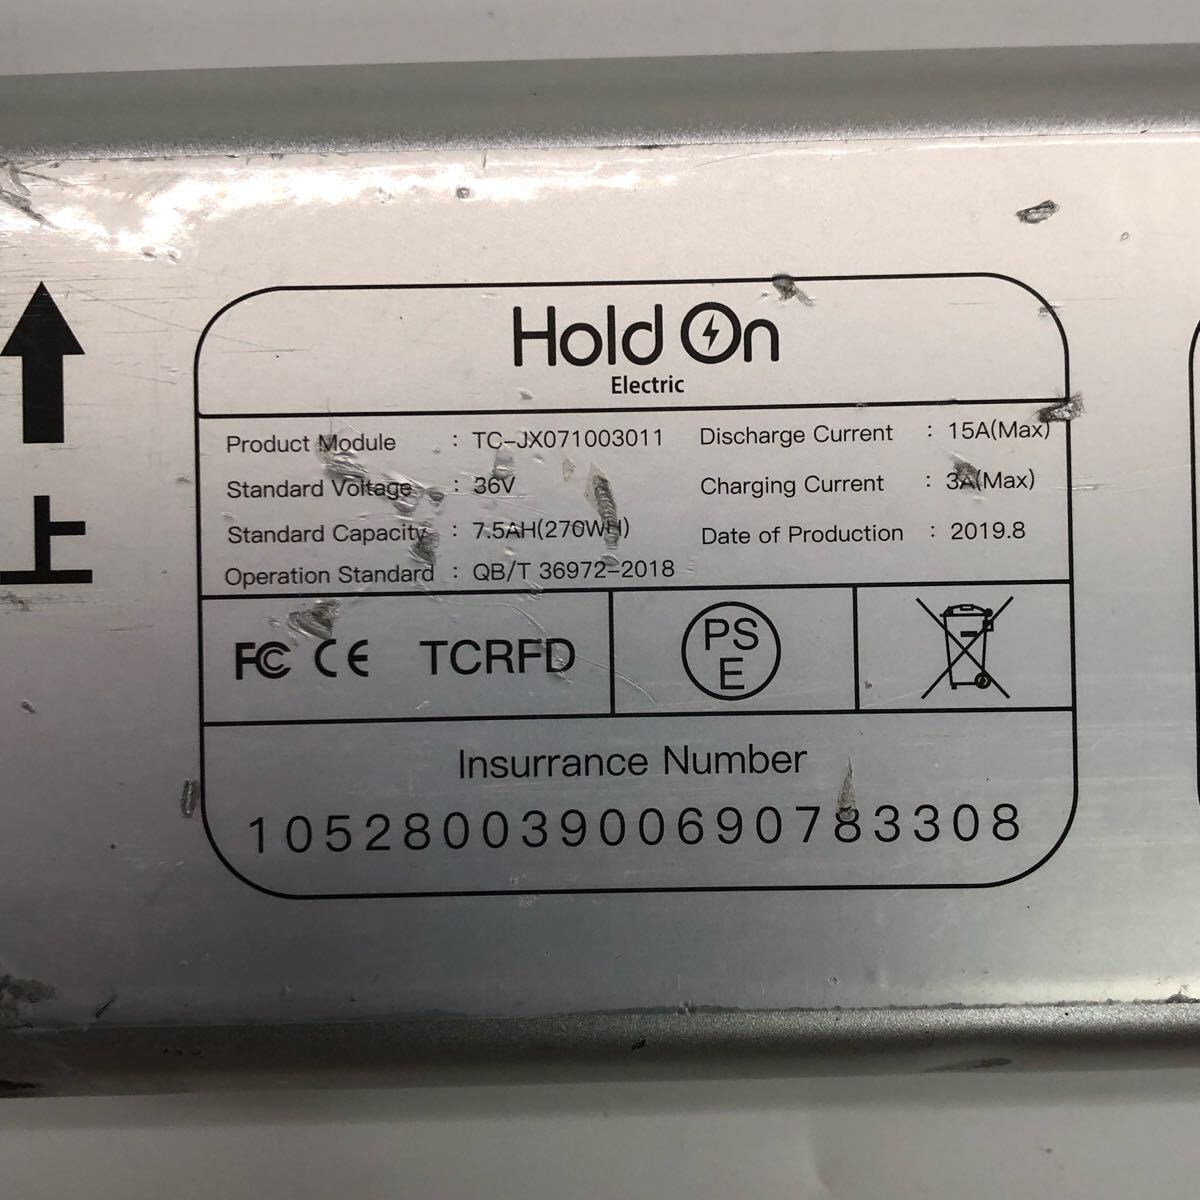 上
Hold On
Electric
Product Module : TC-JX071003011
Standard Voltage : 36V
Standard Capacity : 7.5AH(270WH)
Operation Standard : QB/T 36972-2018
Discharge Current : 15A(Max)
Charging Current : 3A(Max)
Date of Production : 2019.8
FC CE TCRFD
PS
E
Insurrance Number
10528003900690783308